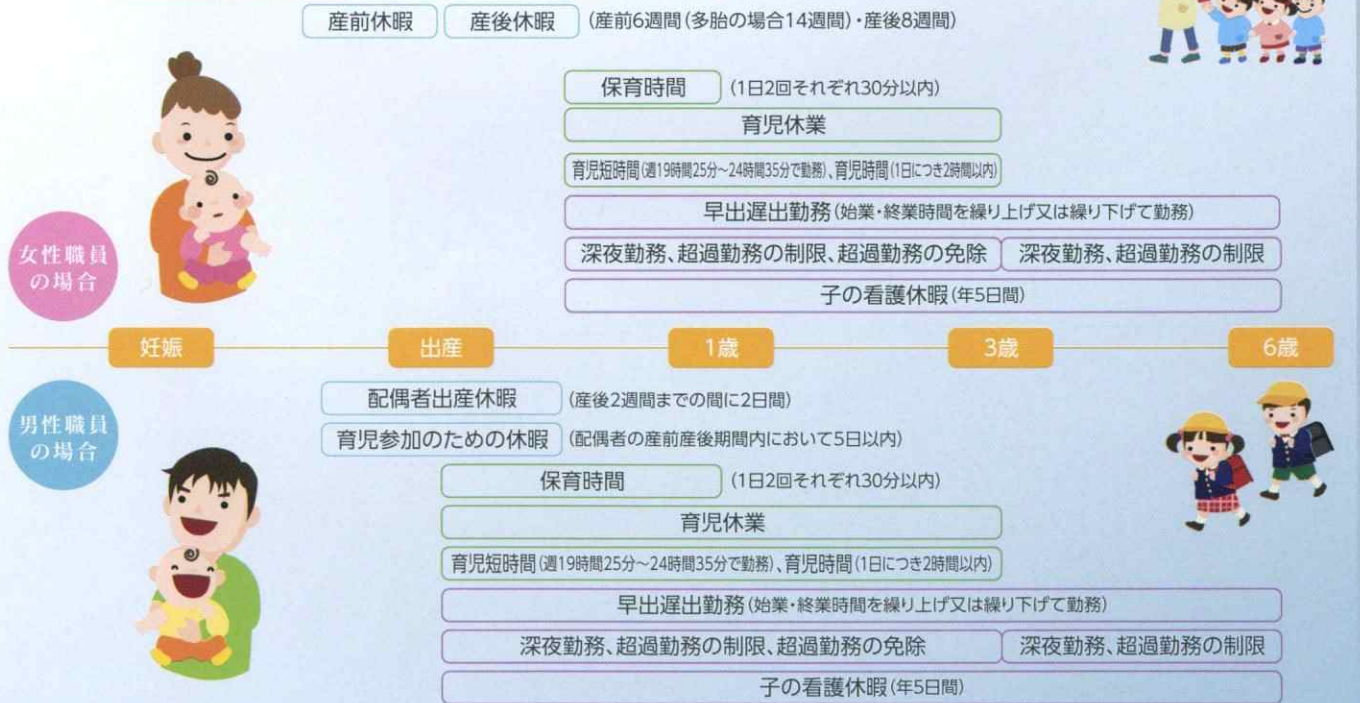 産前休暇 産後休暇 (産前6週間(多胎の場合14週間)・産後8週間)
保育時間 (1日2回それぞれ30分以内)
育児休業
育児短時間(週19時間25分～24時間35分で勤務)、育児時間(1日につき2時間以内)
早出遅出勤務(始業・終業時間を繰り上げ又は繰り下げて勤務)
女性職員
の場合
深夜勤務、超過勤務の制限、超過勤務の免除 深夜勤務、超過勤務の制限
子の看護休暇(年5日間)
妊娠 出産 1歳 3歳 6歳
男性職員
の場合
配偶者出産休暇 (産後2週間までの間に2日間)
育児参加のための休暇 (配偶者の産前産後期間内において5日以内)
保育時間 (1日2回それぞれ30分以内)
育児休業
育児短時間(週19時間25分～24時間35分で勤務)、育児時間(1日につき2時間以内)
早出遅出勤務(始業・終業時間を繰り上げ又は繰り下げて勤務)
深夜勤務、超過勤務の制限、超過勤務の免除 深夜勤務、超過勤務の制限
子の看護休暇(年5日間)